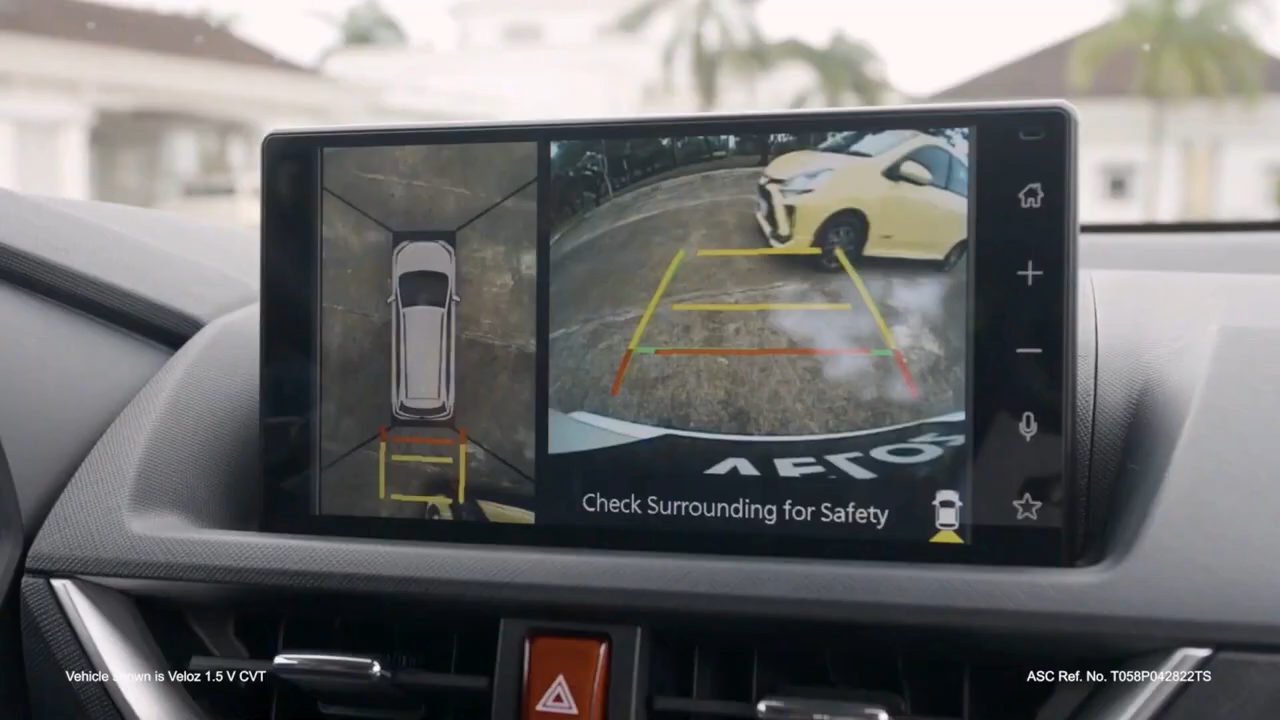 Check Surrounding for Safety
Vehicle shown is Veloz 1.5 V CVT
ASC Ref. No. T058P042822TS